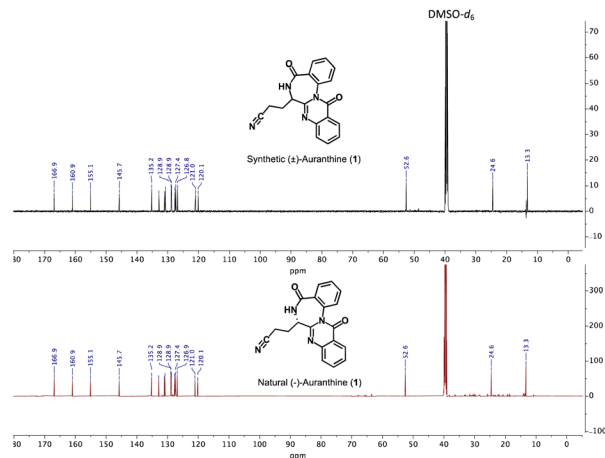 DMSO-d6
70
60
50
40
30
20
10
0
-10
O
HN
N
O
N
N
Synthetic (±)-Auranthine (1)
166.9
160.9
155.1
145.7
135.2
128.9
128.9
127.4
126.8
121.0
120.1
52.6
24.6
13.3
180 170 160 150 140 130 120 110 100 90 80 70 60 50 40 30 20 10 0
ppm
300
200
100
0
-100
O
HN
N
O
N
N
Natural (-)-Auranthine (1)
166.9
160.9
155.1
145.7
135.2
128.9
128.9
127.4
126.9
121.0
120.1
52.6
24.6
13.3
180 170 160 150 140 130 120 110 100 90 80 70 60 50 40 30 20 10 0
ppm